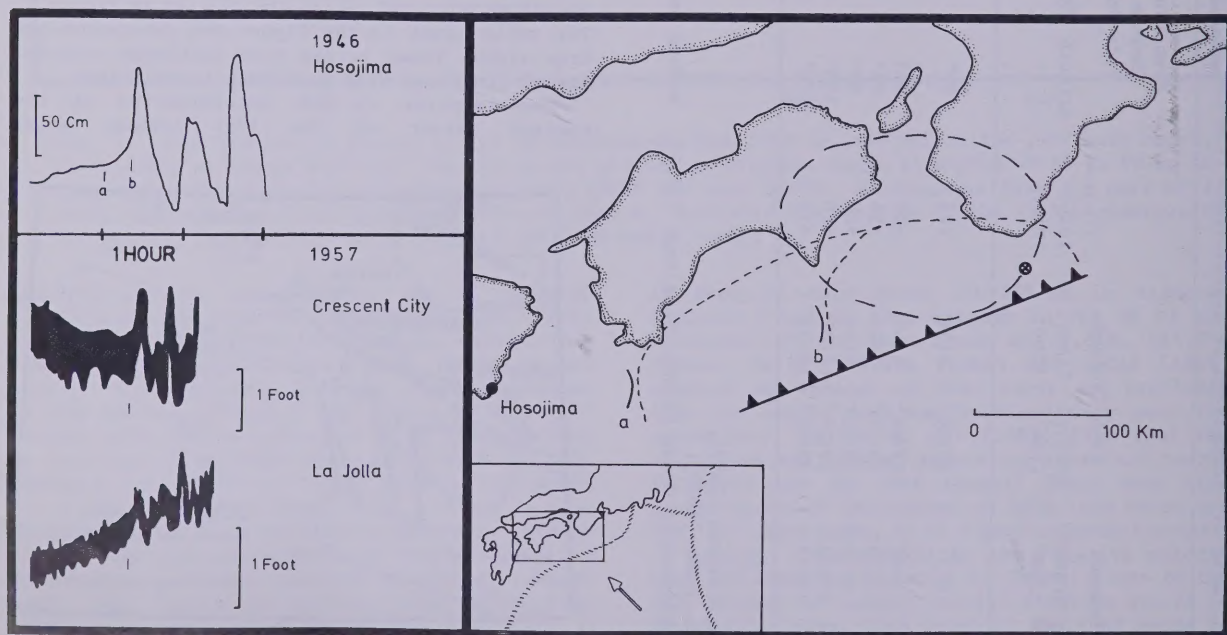 1946
Hosojima
50 Cm
a
b
1 HOUR
1957
Crescent City
1 Foot
La Jolla
1 Foot
Hosojima
a
b
0 100 Km